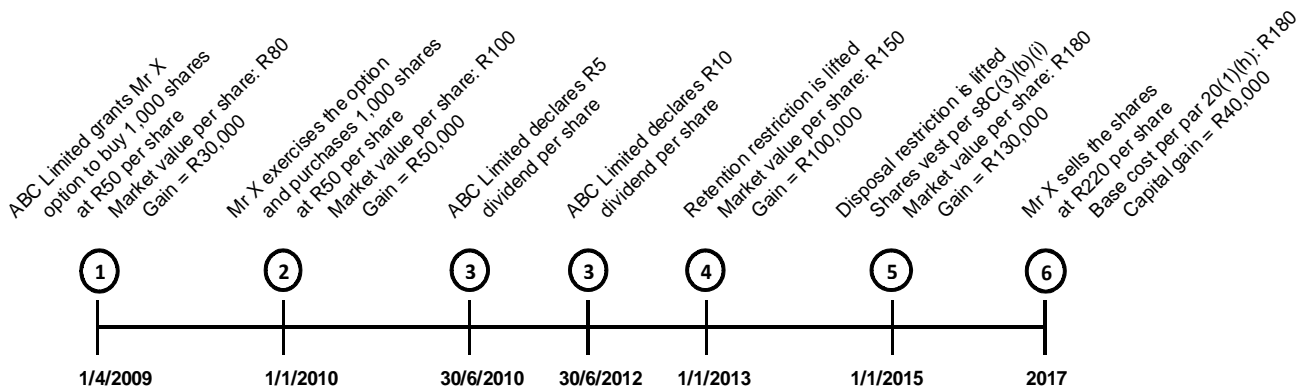 ABC Limited grants Mr X
option to buy 1,000 shares
at R50 per share
Market value per share: R80
Gain = R30,000
Mr X exercises the option
and purchases 1,000 shares
at R50 per share
Market value per share: R100
Gain = R50,000
ABC Limited declares R5
dividend per share
ABC Limited declares R10
dividend per share
Retention restriction is lifted
Market value per share: R150
Gain = R100,000
Disposal restriction is lifted
Shares vest per s8C(3)(b)(i)
Market value per share: R180
Gain = R130,000
Mr X sells the shares
at R220 per share
Base cost per par 20(1)(h): R180
Capital gain = R40,000
1
2
3
3
4
5
6
1/4/2009
1/1/2010
30/6/2010
30/6/2012
1/1/2013
1/1/2015
2017